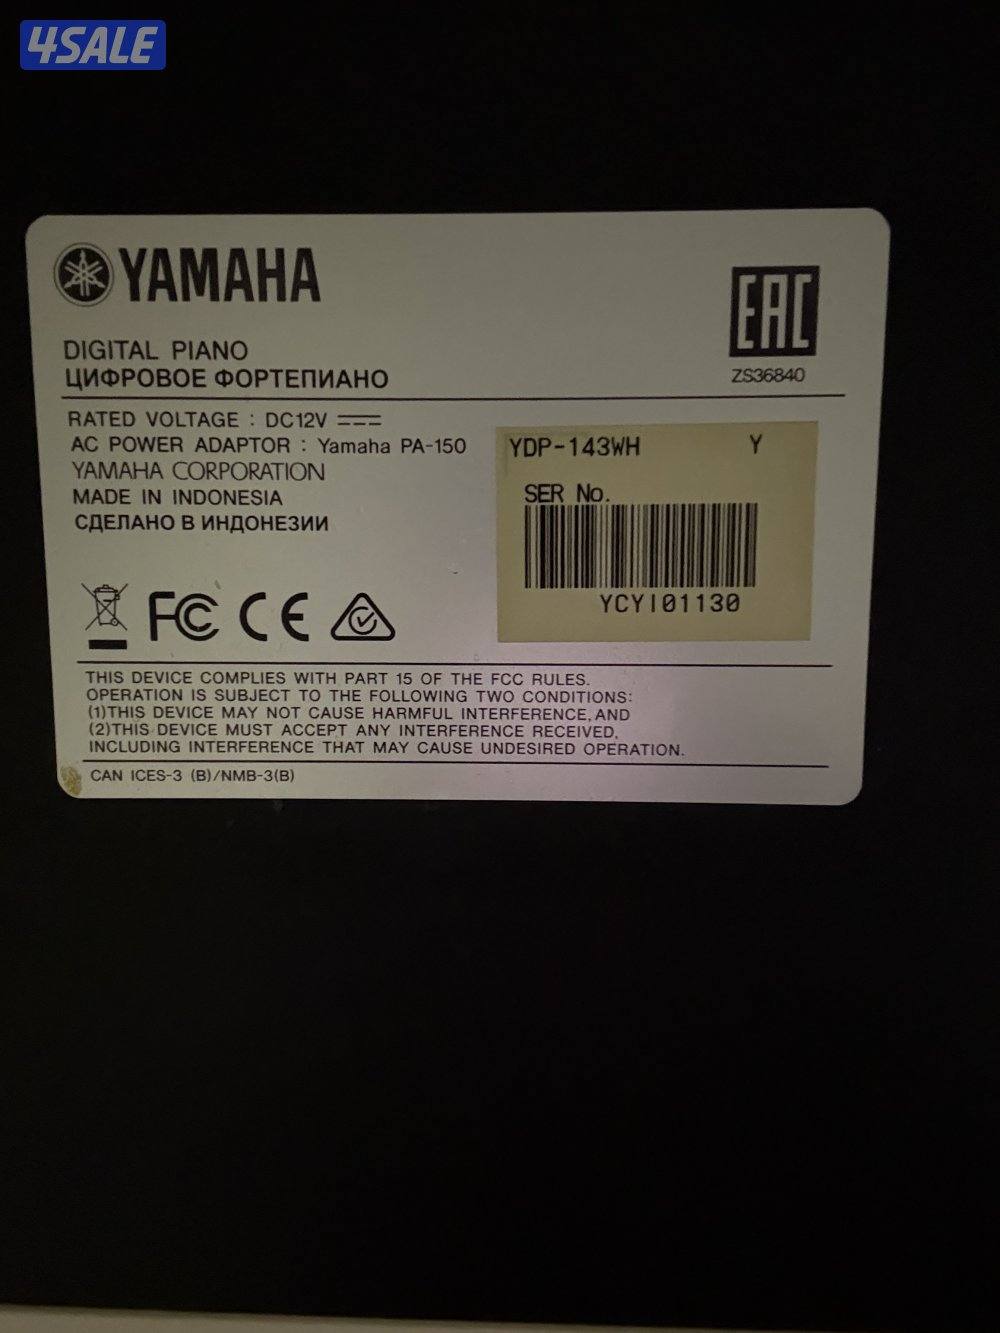 4SALE
YAMAHA
EAC
DIGITAL PIANO
ЦИФРОВОЕ ФОРТЕПИАНО
ZS36840
RATED VOLTAGE : DC12V
AC POWER ADAPTOR : Yamaha PA-150
YAMAHA CORPORATION
MADE IN INDONESIA
СДЕЛАНО В ИНДОНЕЗИИ
YDP-143WH Y
SER No.
YCYI01130
FC CE
THIS DEVICE COMPLIES WITH PART 15 OF THE FCC RULES.
OPERATION IS SUBJECT TO THE FOLLOWING TWO CONDITIONS:
(1)THIS DEVICE MAY NOT CAUSE HARMFUL INTERFERENCE, AND
(2)THIS DEVICE MUST ACCEPT ANY INTERFERENCE RECEIVED,
INCLUDING INTERFERENCE THAT MAY CAUSE UNDESIRED OPERATION.
CAN ICES-3 (B)/NMB-3(B)